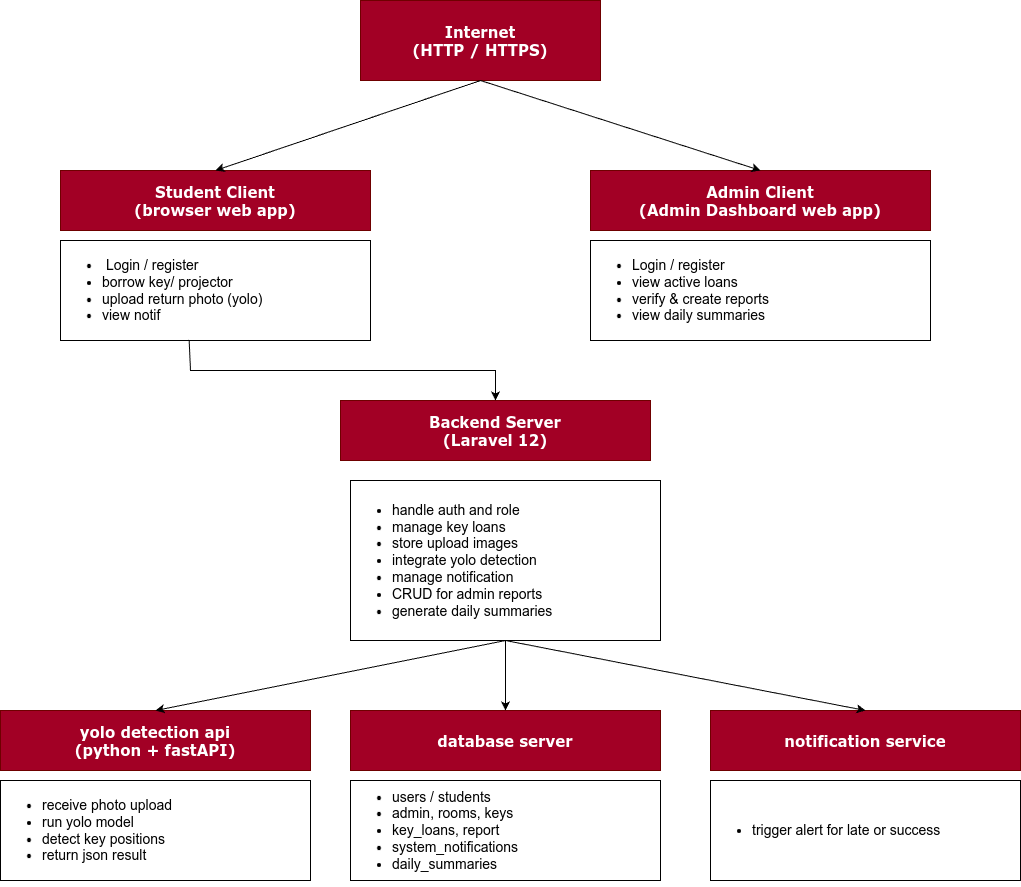 Internet
(HTTP / HTTPS)
Student Client
(browser web app)
Admin Client
(Admin Dashboard web app)
Login / register
borrow key/ projector
upload return photo (yolo)
view notif
Login / register
view active loans
verify & create reports
view daily summaries
Backend Server
(Laravel 12)
handle auth and role
manage key loans
store upload images
integrate yolo detection
manage notification
CRUD for admin reports
generate daily summaries
yolo detection api
(python + fastAPI)
database server
notification service
receive photo upload
run yolo model
detect key positions
return json result
users / students
admin, rooms, keys
key_loans, report
system_notifications
daily_summaries
trigger alert for late or success